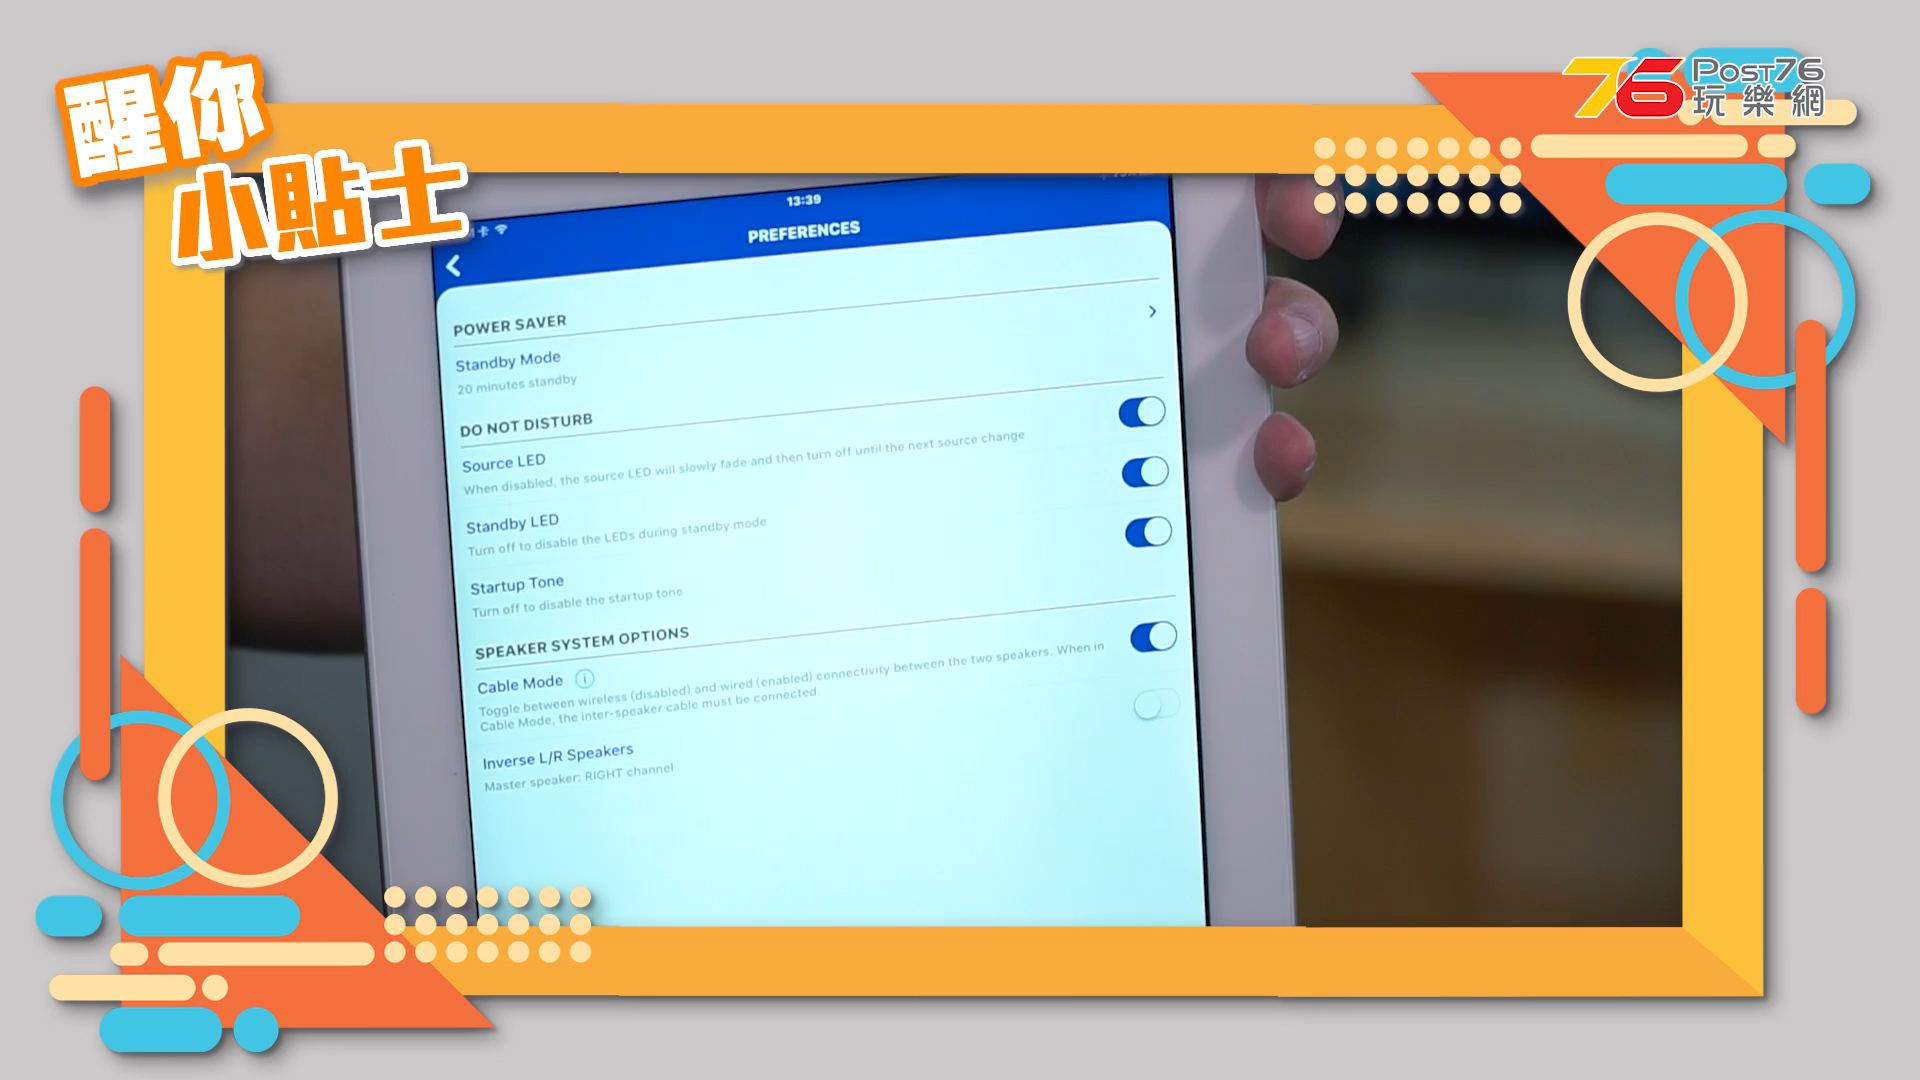 醒你
小貼士
76 POST76
玩樂網
13:39
PREFERENCES
POWER SAVER
Standby Mode
20 minutes standby
DO NOT DISTURB
Source LED
When disabled, the source LED will slowly fade and then turn off until the next source change
Standby LED
Turn off to disable the LEDs during standby mode
Startup Tone
Turn off to disable the startup tone
SPEAKER SYSTEM OPTIONS
Cable Mode
Toggle between wireless (disabled) and wired (enabled) connectivity between the two speakers. When in
Cable Mode, the inter-speaker cable must be connected.
Inverse L/R Speakers
Master speaker: RIGHT channel